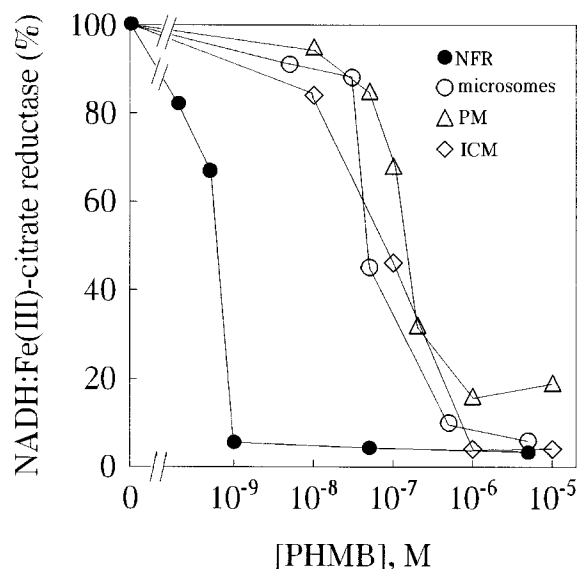 NADH:Fe(III)-citrate reductase (%)
100
80
60
40
20
0
NFR
microsomes
PM
ICM
0
10⁻⁹
10⁻⁸
10⁻⁷
10⁻⁶
10⁻⁵
[PHMB], M